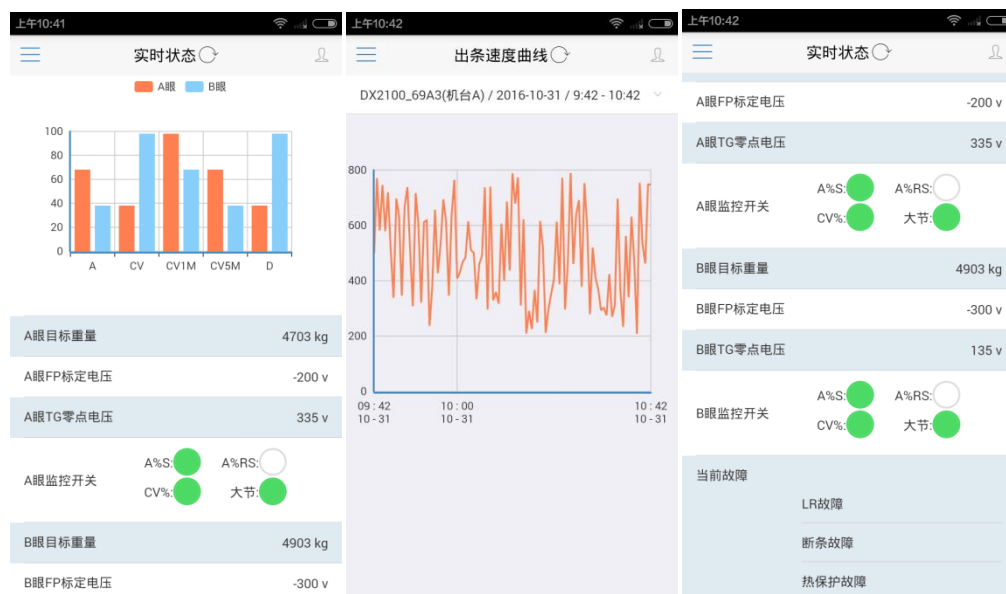 上午10:41
实时状态
A眼 B眼
100
80
60
40
20
0
A CV CV1M CV5M D
A眼目标重量 4703 kg
A眼FP标定电压 -200 v
A眼TG零点电压 335 v
A%S: A%RS:
A眼监控开关
CV%: 大节:
B眼目标重量 4903 kg
B眼FP标定电压 -300 v
上午10:42
出条速度曲线
DX2100_69A3(机台A) / 2016-10-31 / 9:42 - 10:42
800
600
400
200
0
09 : 42 10 : 00 10 : 42
10 - 31 10 - 31 10 - 31
上午10:42
实时状态
A眼FP标定电压 -200 v
A眼TG零点电压 335 v
A%S: A%RS:
A眼监控开关
CV%: 大节:
B眼目标重量 4903 kg
B眼FP标定电压 -300 v
B眼TG零点电压 135 v
A%S: A%RS:
B眼监控开关
CV%: 大节:
当前故障
LR故障
断条故障
热保护故障